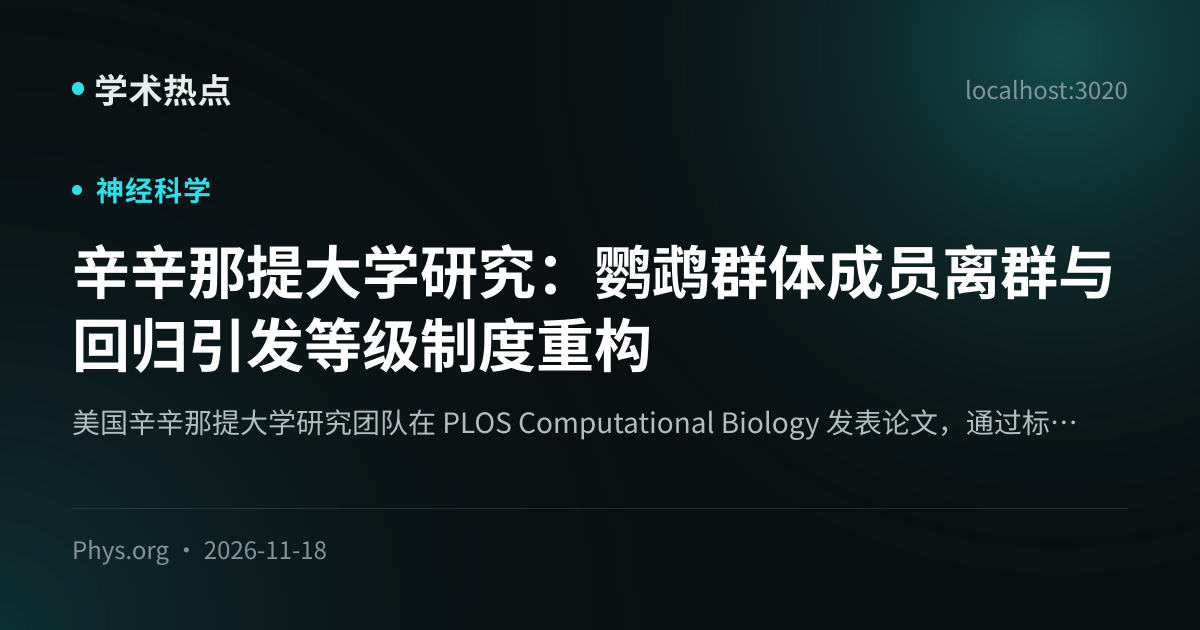 学术热点
localhost:3020
神经科学
辛辛那提大学研究：鹦鹉群体成员离群与
回归引发等级制度重构
美国辛辛那提大学研究团队在 PLOS Computational Biology 发表论文，通过标…
Phys.org • 2026-11-18